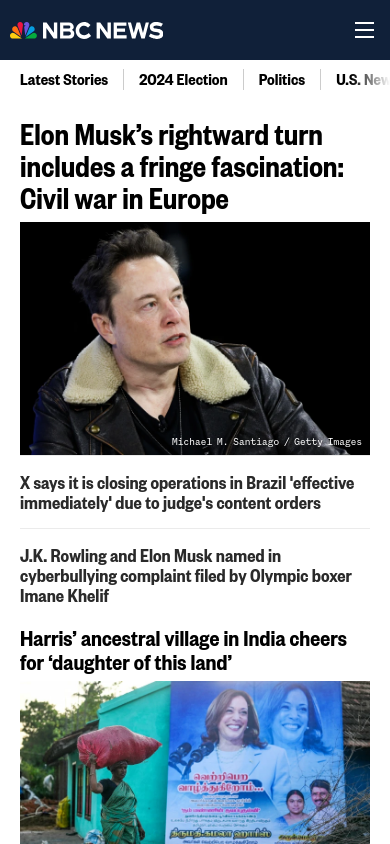 NBC NEWS
Latest Stories
2024 Election
Politics
U.S. New
Elon Musk’s rightward turn
includes a fringe fascination:
Civil war in Europe
Michael M. Santiago / Getty Images
X says it is closing operations in Brazil 'effective
immediately' due to judge's content orders
J.K. Rowling and Elon Musk named in
cyberbullying complaint filed by Olympic boxer
Imane Khelif
Harris’ ancestral village in India cheers
for ‘daughter of this land’
வெற்றிபெற
வாழ்த்துகிறோம்...